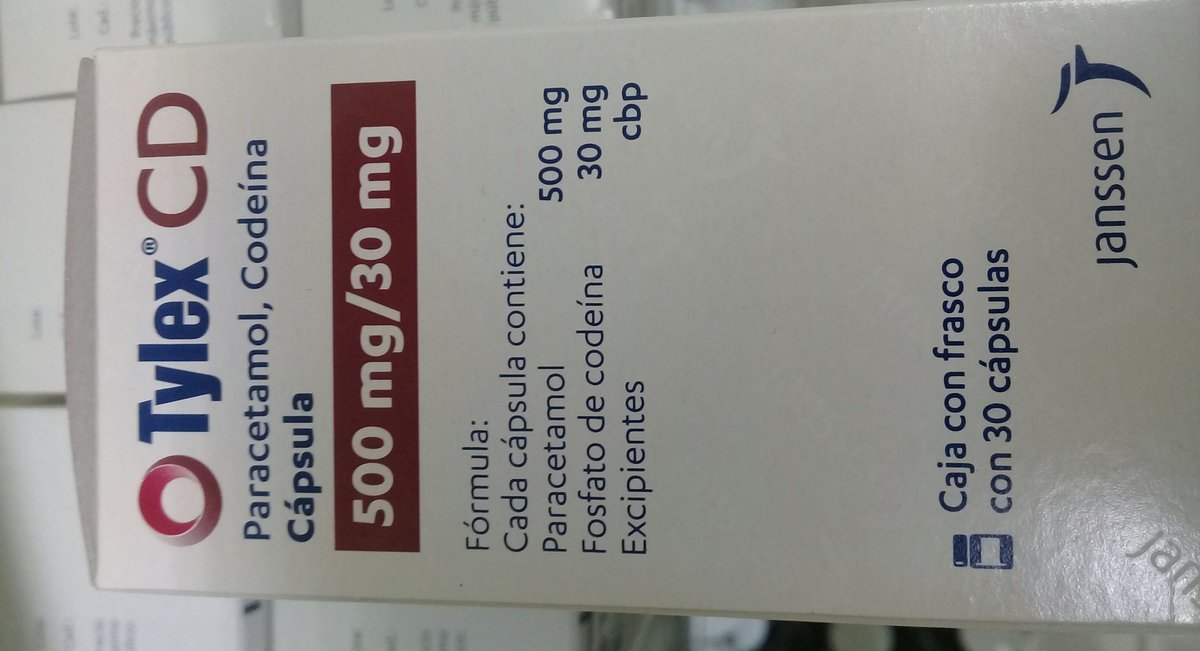 Tylex® CD
Paracetamol, Codeína
Cápsula
500 mg/30 mg
Fórmula:
Cada cápsula contiene:
Paracetamol 500 mg
Fosfato de codeína 30 mg
Excipientes cbp
Caja con frasco
con 30 cápsulas
janssen